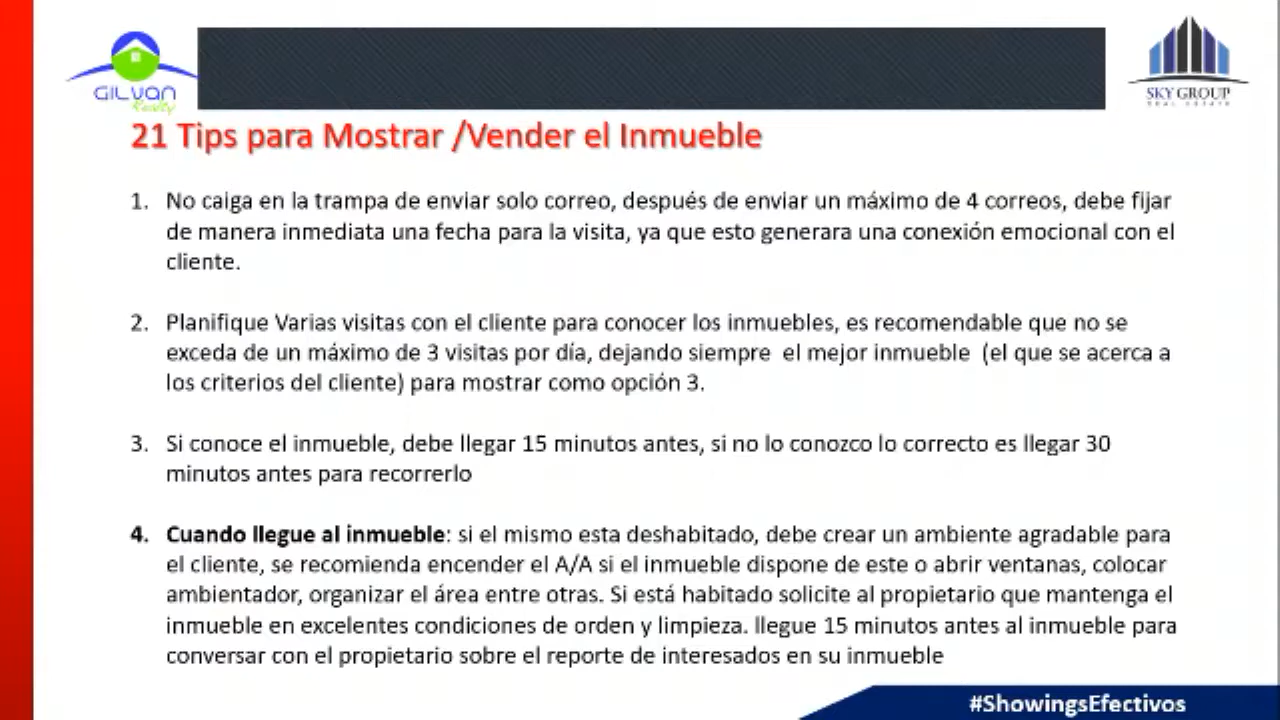 GILVAN
Realty
SKY GROUP
REAL ESTATE
21 Tips para Mostrar /Vender el Inmueble
1. No caiga en la trampa de enviar solo correo, después de enviar un máximo de 4 correos, debe fijar
de manera inmediata una fecha para la visita, ya que esto generara una conexión emocional con el
cliente.
2. Planifique Varias visitas con el cliente para conocer los inmuebles, es recomendable que no se
exceda de un máximo de 3 visitas por día, dejando siempre el mejor inmueble (el que se acerca a
los criterios del cliente) para mostrar como opción 3.
3. Si conoce el inmueble, debe llegar 15 minutos antes, si no lo conozco lo correcto es llegar 30
minutos antes para recorrerlo
4. Cuando llegue al inmueble: si el mismo esta deshabitado, debe crear un ambiente agradable para
el cliente, se recomienda encender el A/A si el inmueble dispone de este o abrir ventanas, colocar
ambientador, organizar el área entre otras. Si está habitado solicite al propietario que mantenga el
inmueble en excelentes condiciones de orden y limpieza. llegue 15 minutos antes al inmueble para
conversar con el propietario sobre el reporte de interesados en su inmueble
#ShowingsEfectivos